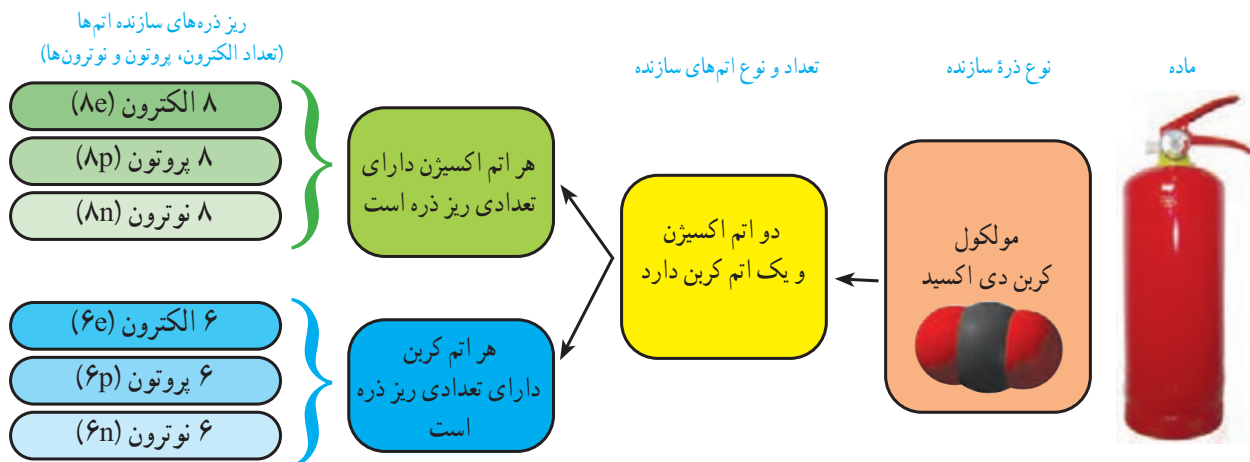 ماده
نوع ذرهٔ سازنده
تعداد و نوع اتم‌های سازنده
ریز ذره‌های سازنده اتم‌ها
(تعداد الکترون، پروتون و نوترون‌ها)
مولکول
کربن دی اکسید
دو اتم اکسیژن
و یک اتم کربن دارد
هر اتم اکسیژن دارای
تعدادی ریز ذره است
۸ الکترون (۸e)
۸ پروتون (۸p)
۸ نوترون (۸n)
هر اتم کربن
دارای تعدادی ریز ذره
است
۶ الکترون (۶e)
۶ پروتون (۶p)
۶ نوترون (۶n)